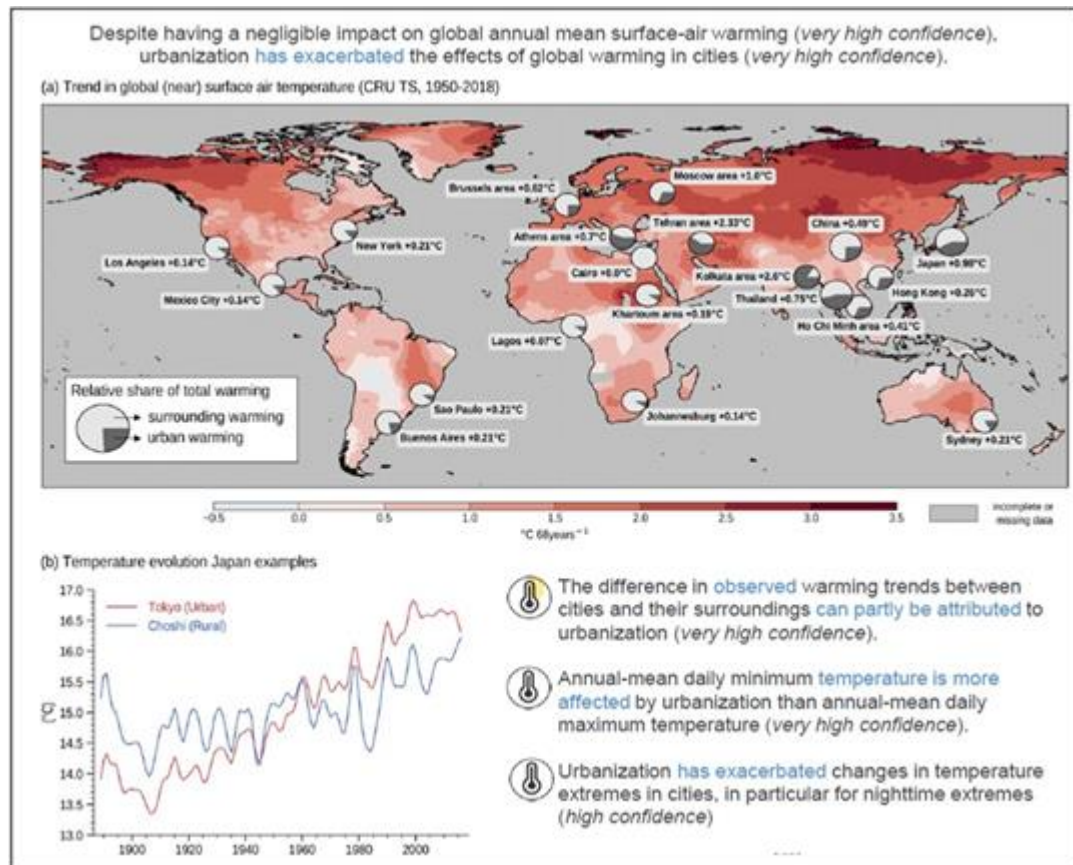 Despite having a negligible impact on global annual mean surface-air warming (very high confidence),
urbanization has exacerbated the effects of global warming in cities (very high confidence).
(a) Trend in global (near) surface air temperature (CRU TS, 1950-2018)
Moscow area +1.0°C
Brussels area +0.62°C
Tehran area +2.33°C
China +0.49°C
New York +0.21°C
Athens area +0.7°C
Los Angeles +0.14°C
Japan +0.98°C
Cairo +0.0°C
Kolkata area +2.6°C
Mexico City +0.14°C
Thailand +0.75°C
Hong Kong +0.26°C
Khartoum area +0.19°C
Ho Chi Minh area +0.41°C
Lagos +0.07°C
Relative share of total warming
surrounding warming
urban warming
Sao Paulo +0.21°C
Johannesburg +0.14°C
Buenos Aires +0.21°C
Sydney +0.21°C
-0.5 0.0 0.5 1.0 1.5 2.0 2.5 3.5
°C 68years⁻¹
incomplete or
missing data
(b) Temperature evolution Japan examples
17.0
16.5
16.0
15.5
15.0
14.5
14.0
13.5
13.0
[°C]
Tokyo (Urban)
Choshi (Rural)
1900 1920 1940 1960 1980 2000
The difference in observed warming trends between
cities and their surroundings can partly be attributed to
urbanization (very high confidence).
Annual-mean daily minimum temperature is more
affected by urbanization than annual-mean daily
maximum temperature (very high confidence).
Urbanization has exacerbated changes in temperature
extremes in cities, in particular for nighttime extremes
(high confidence)